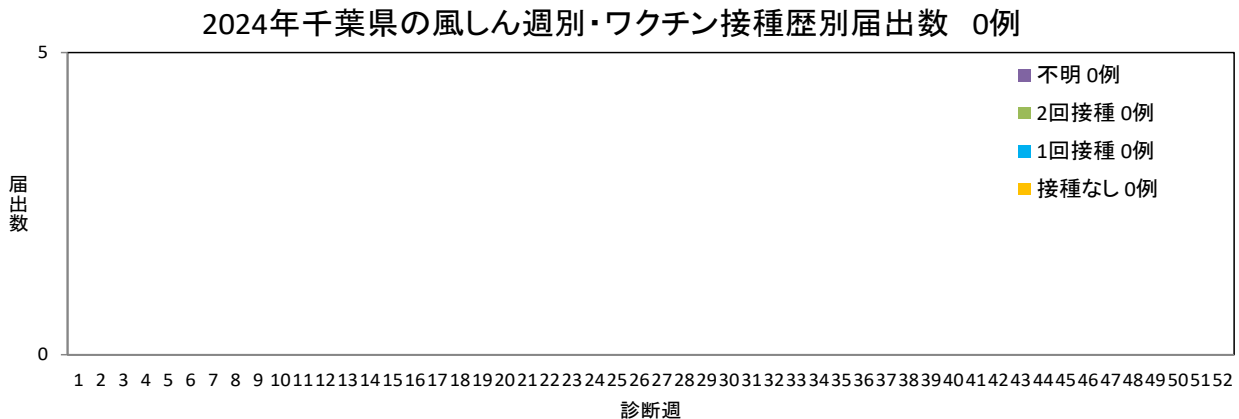 2024年千葉県の風しん週別・ワクチン接種歴別届出数　0例
5
不明 0例
2回接種 0例
1回接種 0例
接種なし 0例
届出数
0
1 2 3 4 5 6 7 8 9 10 11 12 13 14 15 16 17 18 19 20 21 22 23 24 25 26 27 28 29 30 31 32 33 34 35 36 37 38 39 40 41 42 43 44 45 46 47 48 49 50 51 52
診断週